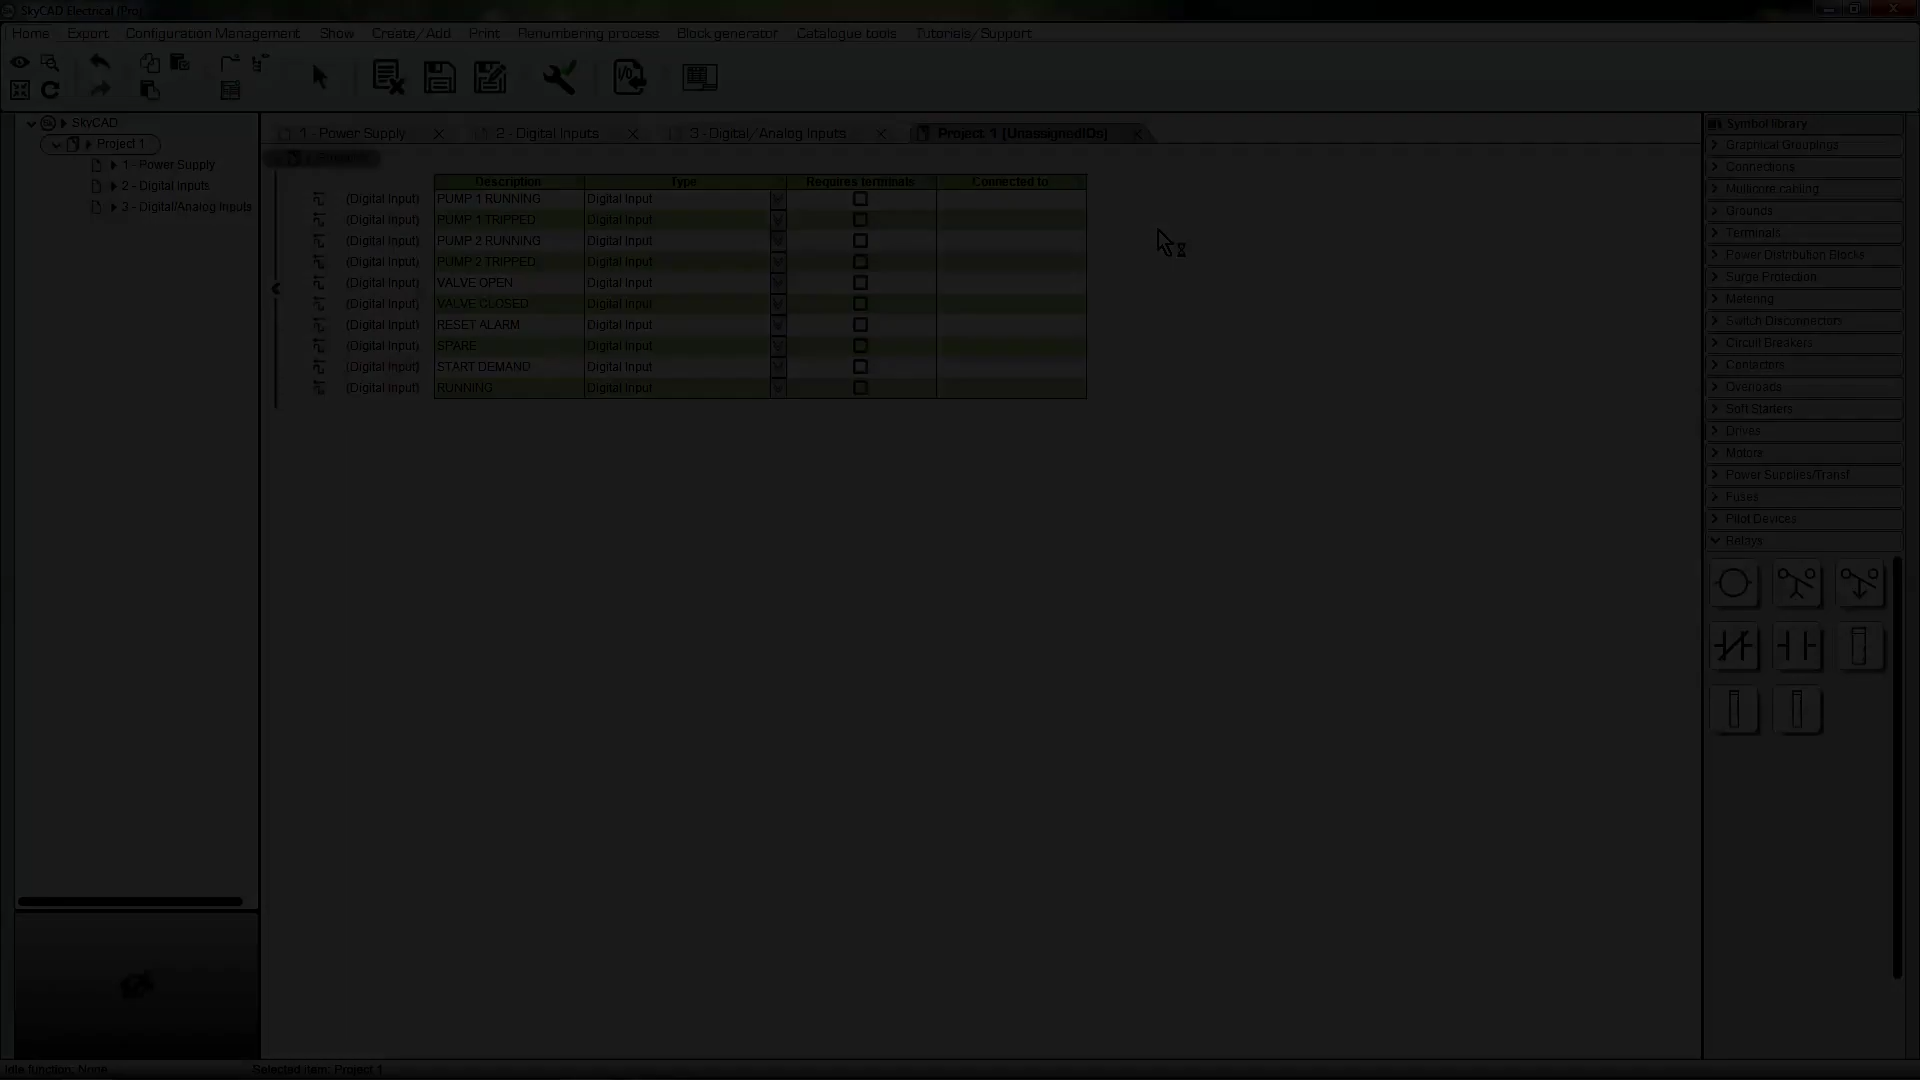 SkyCAD Electrical (Proj
Home Export Configuration Management Show Create/Add Print Renumbering process Block generator Catalogue tools Tutorials/Support
SkyCAD
Project 1
1 - Power Supply
2 - Digital Inputs
3 - Digital/Analog Inputs
1 - Power Supply 2 - Digital Inputs 3 - Digital/Analog Inputs Project 1 [UnassignedIOs]
Description Type Requires terminals Connected to
(Digital Input) PUMP 1 RUNNING Digital Input
(Digital Input) PUMP 1 TRIPPED Digital Input
(Digital Input) PUMP 2 RUNNING Digital Input
(Digital Input) PUMP 2 TRIPPED Digital Input
(Digital Input) VALVE OPEN Digital Input
(Digital Input) VALVE CLOSED Digital Input
(Digital Input) RESET ALARM Digital Input
(Digital Input) SPARE Digital Input
(Digital Input) START DEMAND Digital Input
(Digital Input) RUNNING Digital Input
Symbol library
Graphical Groupings
Connections
Multicore cabling
Grounds
Terminals
Power Distribution Blocks
Surge Protection
Metering
Switch Disconnectors
Circuit Breakers
Contactors
Overloads
Soft Starters
Drives
Motors
Power Supplies/Transf
Fuses
Pilot Devices
Relays
Idle function: None
Selected item: Project 1